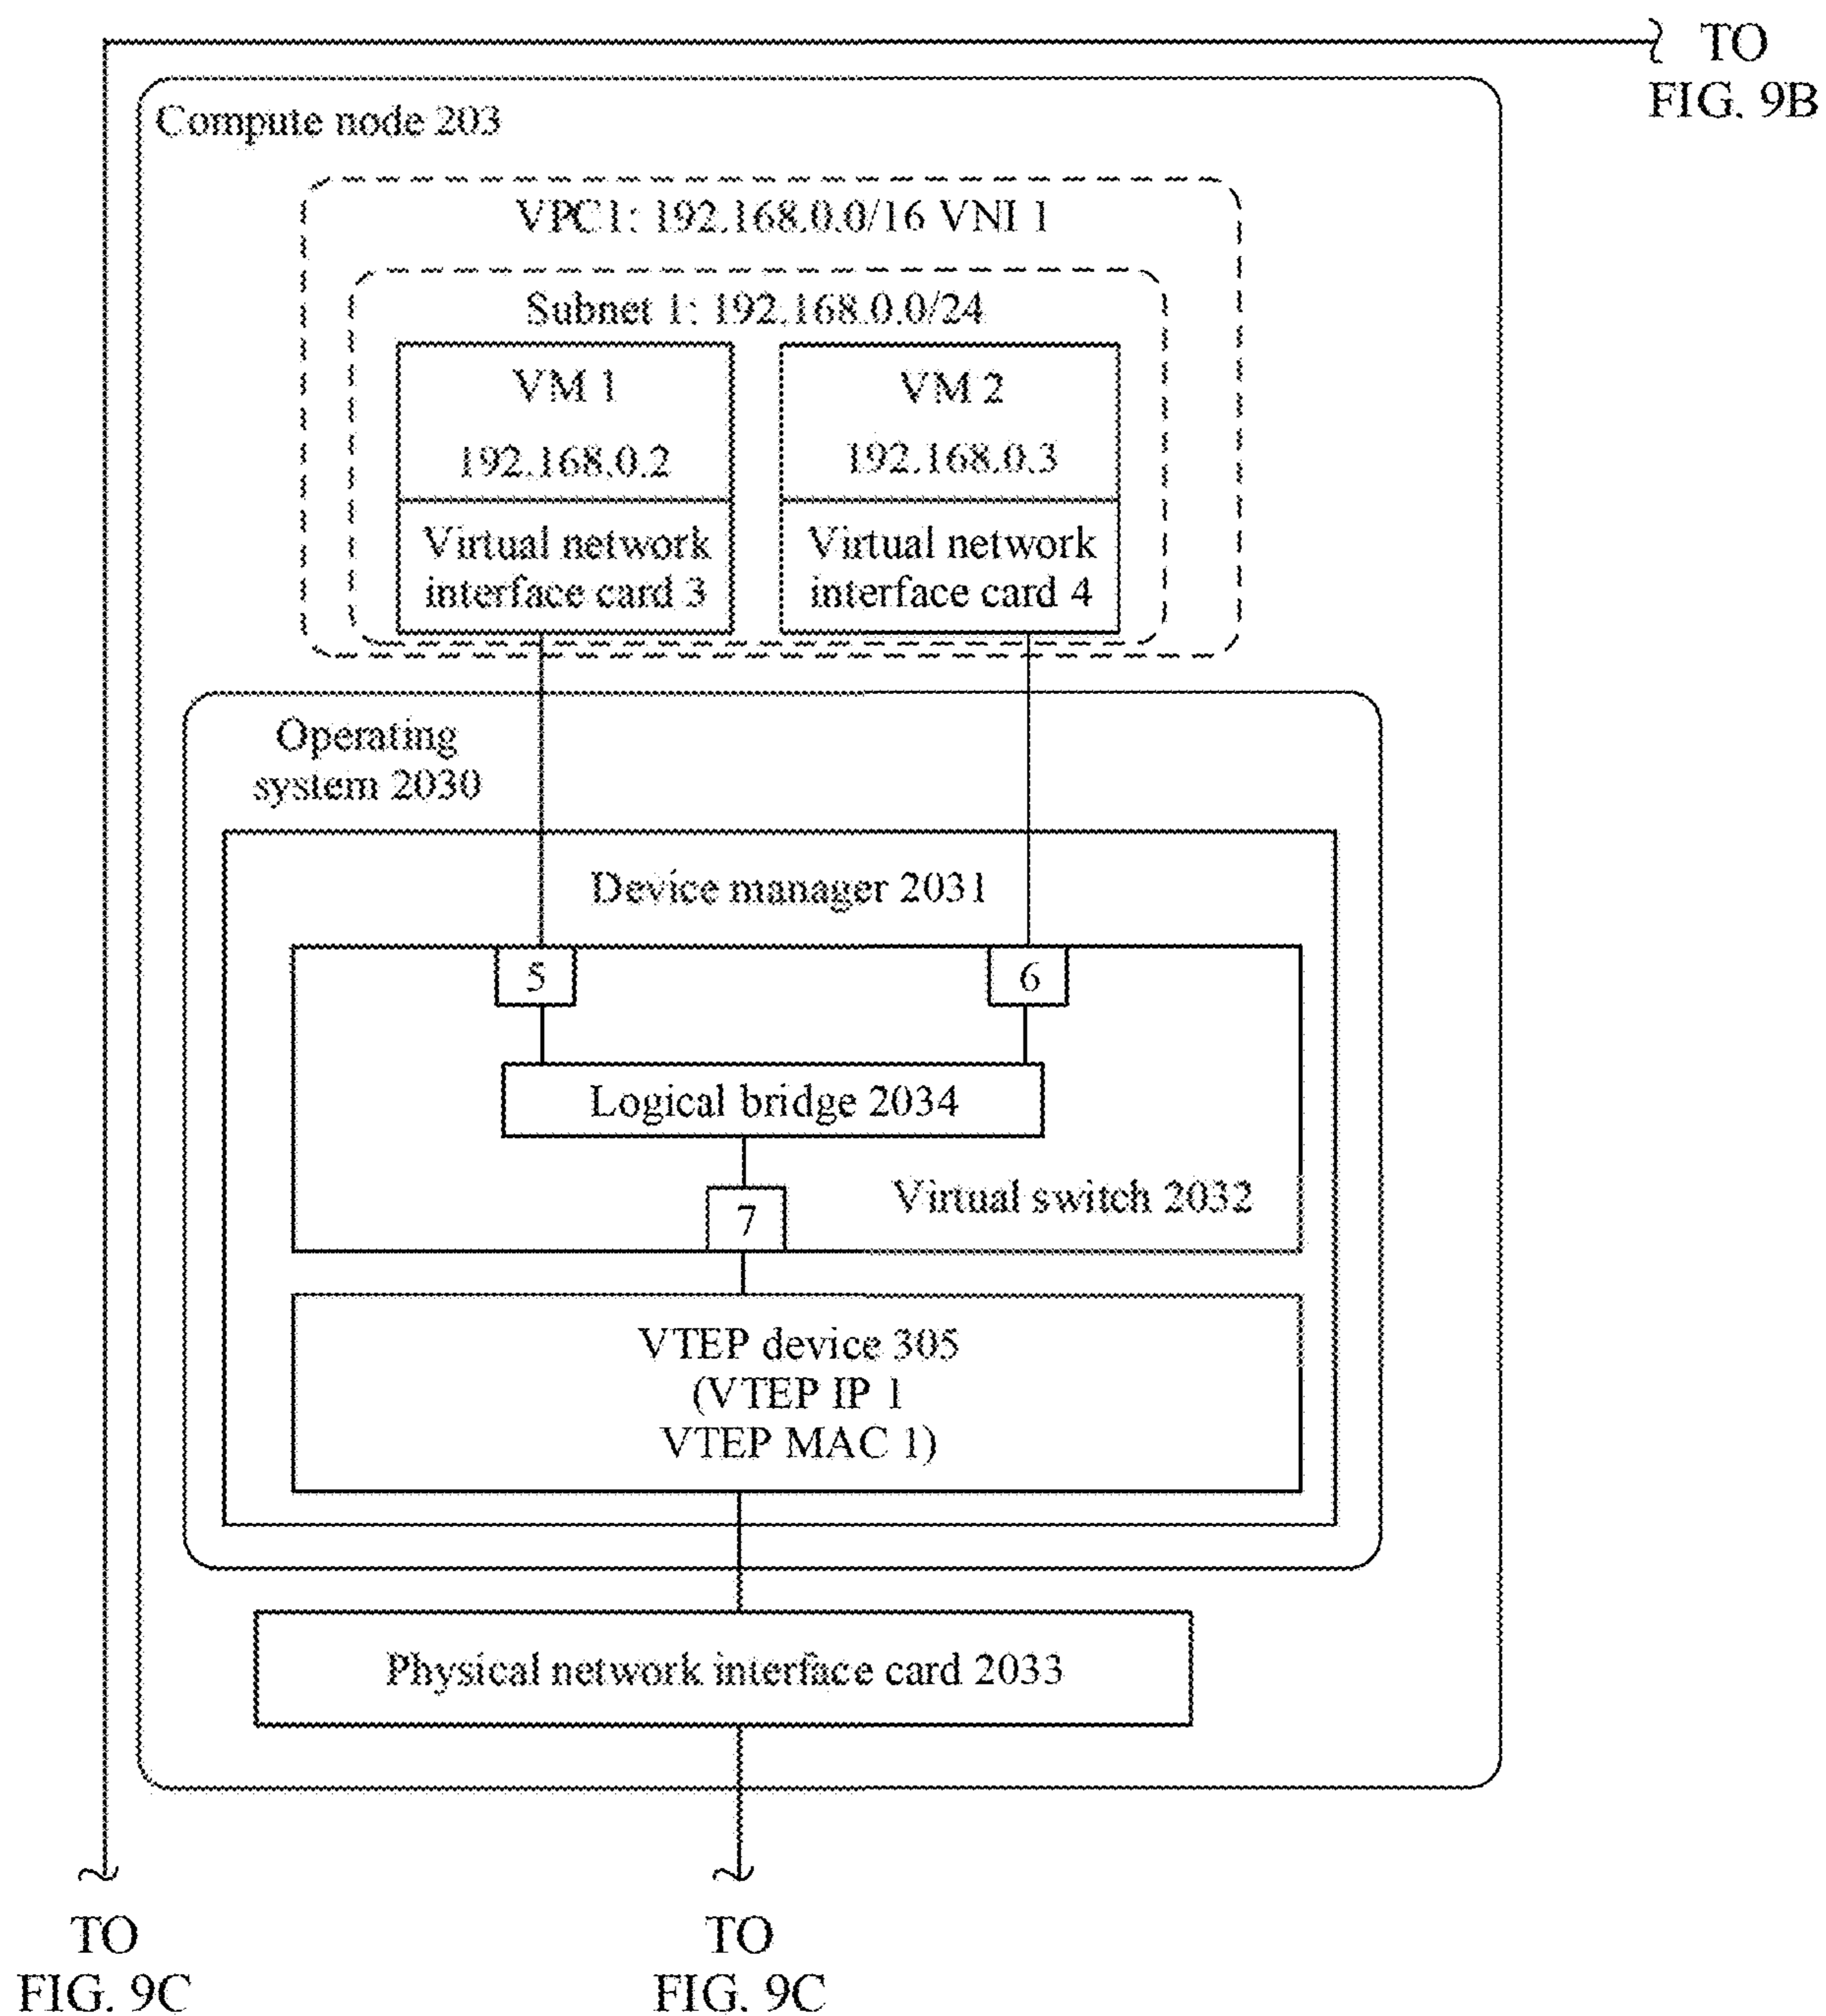 TO
FIG. 9B
Compute node 203
VPC1: 192.168.0.0/16 VNI 1
Subnet 1: 192.168.0.0/24
VM 1
192.168.0.2
Virtual network
interface card 3
VM 2
192.168.0.3
Virtual network
interface card 4
Operating
system 2030
Device manager 2031
5
6
Logical bridge 2034
7
Virtual switch 2032
VTEP device 305
(VTEP IP 1
VTEP MAC 1)
Physical network interface card 2033
TO
FIG. 9C
TO
FIG. 9C